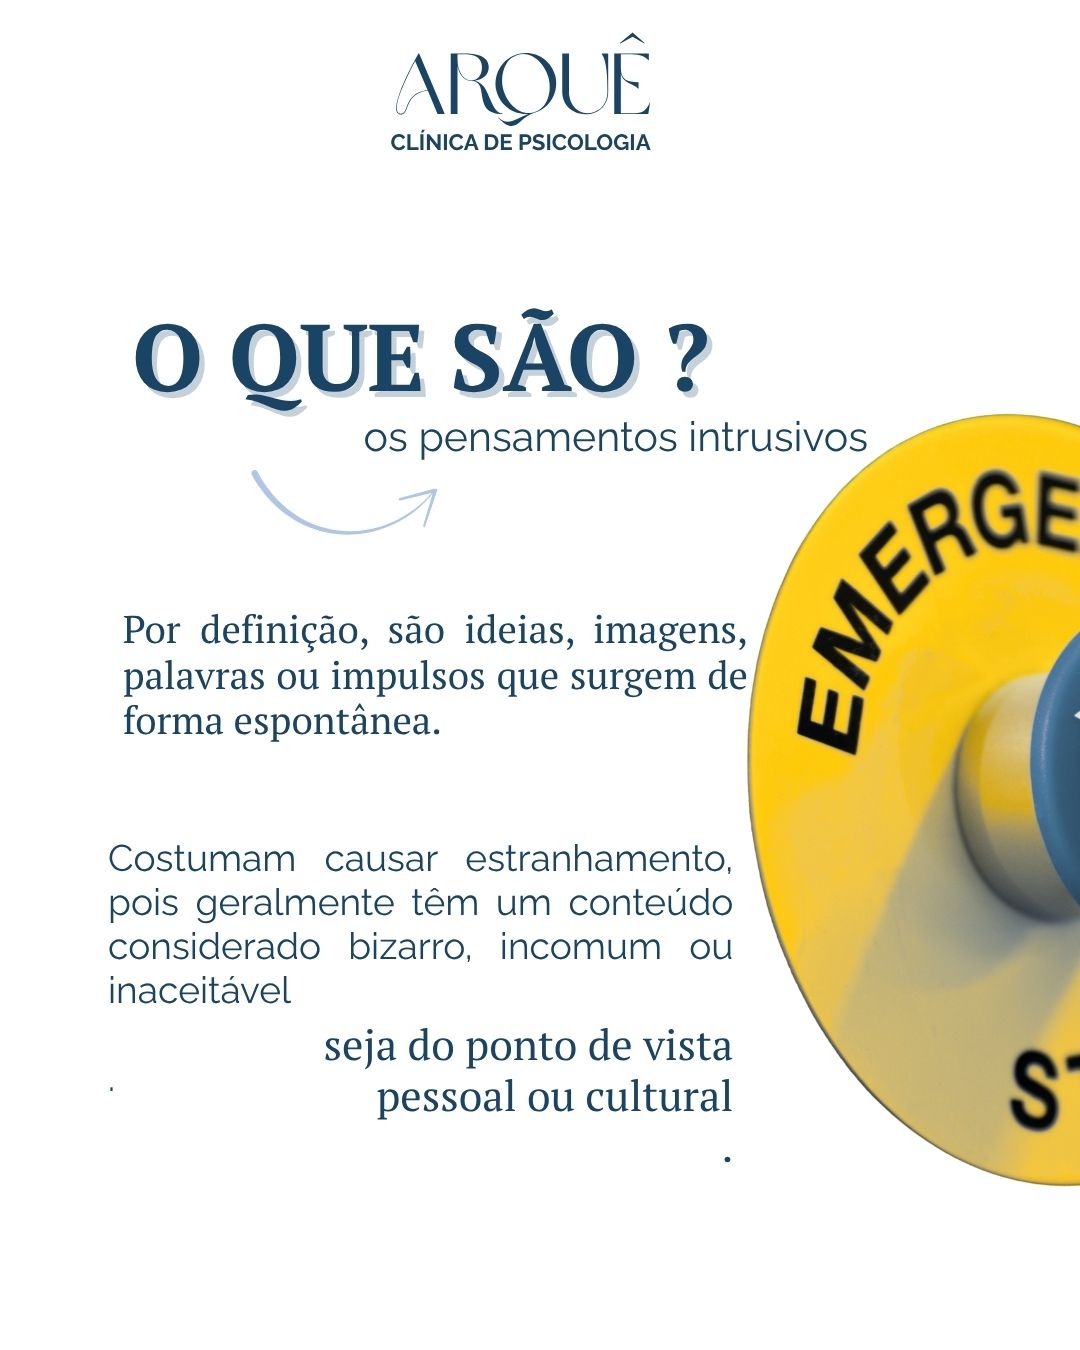 ARQUÊ
CLÍNICA DE PSICOLOGIA
O QUE SÃO ?
os pensamentos intrusivos
Por definição, são ideias, imagens,
palavras ou impulsos que surgem de
forma espontânea.
Costumam causar estranhamento,
pois geralmente têm um conteúdo
considerado bizarro, incomum ou
inaceitável
seja do ponto de vista
pessoal ou cultural
.
.
EMERGE
ST